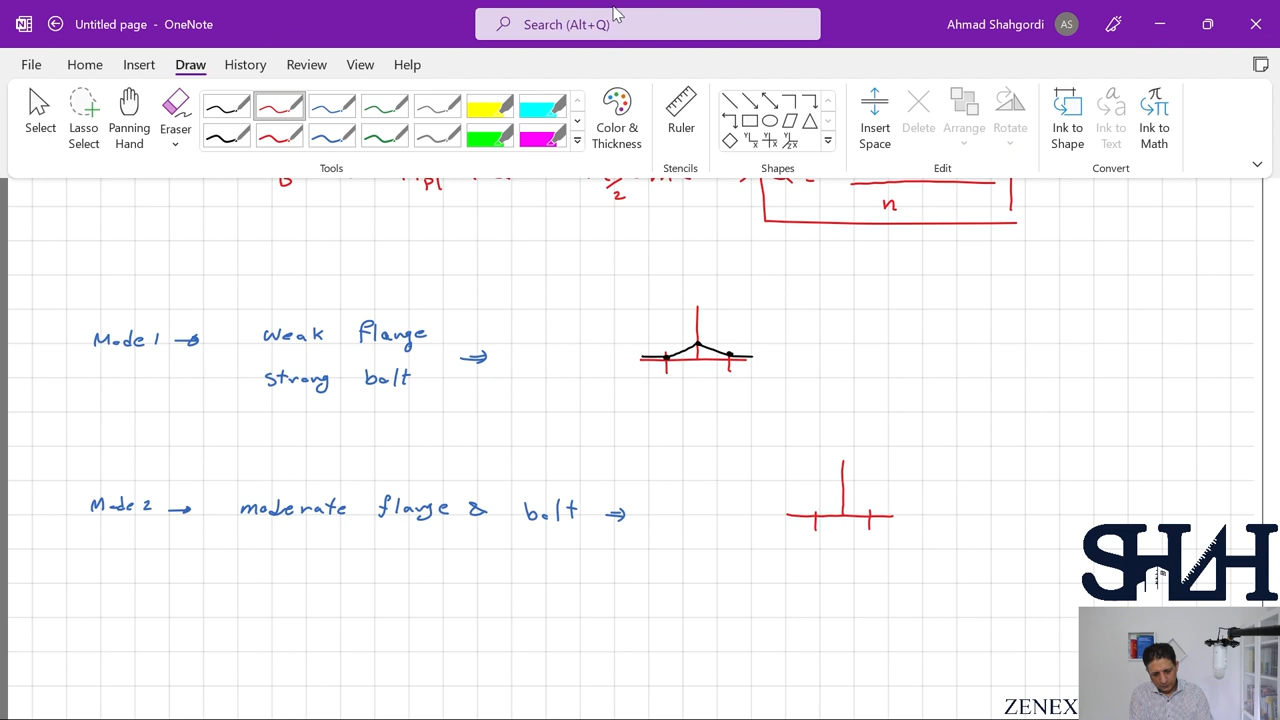 Untitled page - OneNote
Search (Alt+Q)
Ahmad Shahgordi
AS
File Home Insert Draw History Review View Help
Select
Lasso Select
Panning Hand
Eraser
Color & Thickness
Ruler
Insert Space
Delete
Arrange
Rotate
Ink to Shape
Ink to Text
Ink to Math
Tools
Stencils
Shapes
Edit
Convert
n
Mode 1 → weak flange ⇒
strong bolt
Mode 2 → moderate flange & bolt ⇒
SHAH
ZENEX